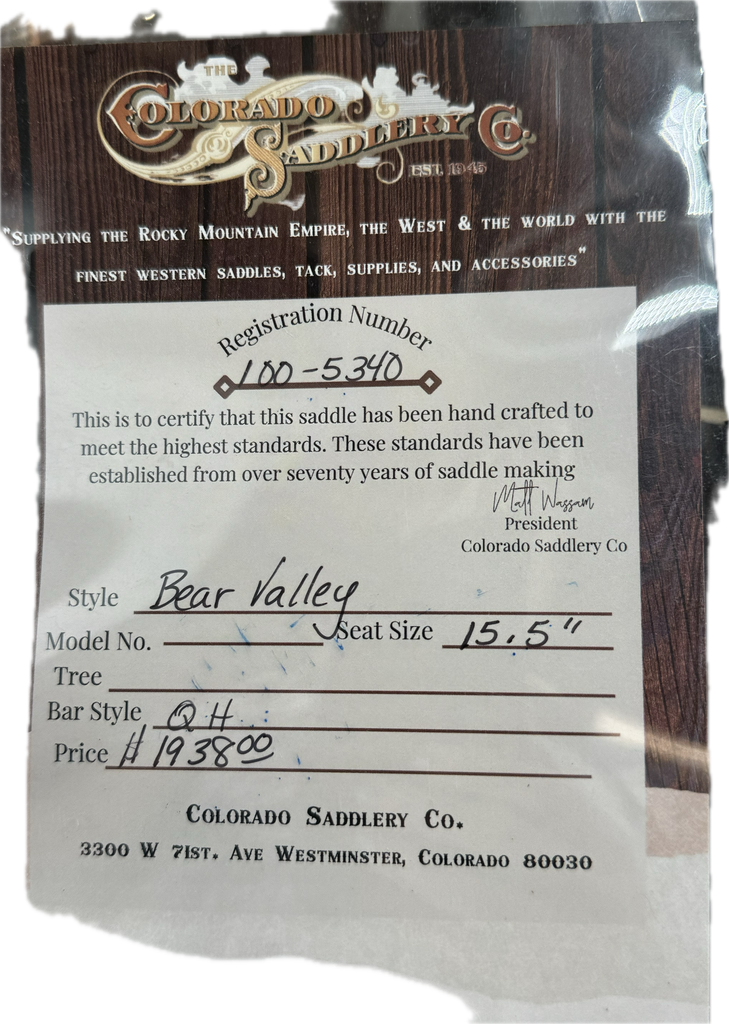 THE
COLORADO
SADDLERY Co.
EST. 1945
"SUPPLYING THE ROCKY MOUNTAIN EMPIRE, THE WEST & THE WORLD WITH THE
FINEST WESTERN SADDLES, TACK, SUPPLIES, AND ACCESSORIES"
Registration Number
100-5340
This is to certify that this saddle has been hand crafted to
meet the highest standards. These standards have been
established from over seventy years of saddle making
Matt Wassam
President
Colorado Saddlery Co
Style Bear Valley
Model No. Seat Size 15.5"
Tree
Bar Style QH
Price $ 1938.00
COLORADO SADDLERY CO.
3300 W 71ST. AVE WESTMINSTER, COLORADO 80030